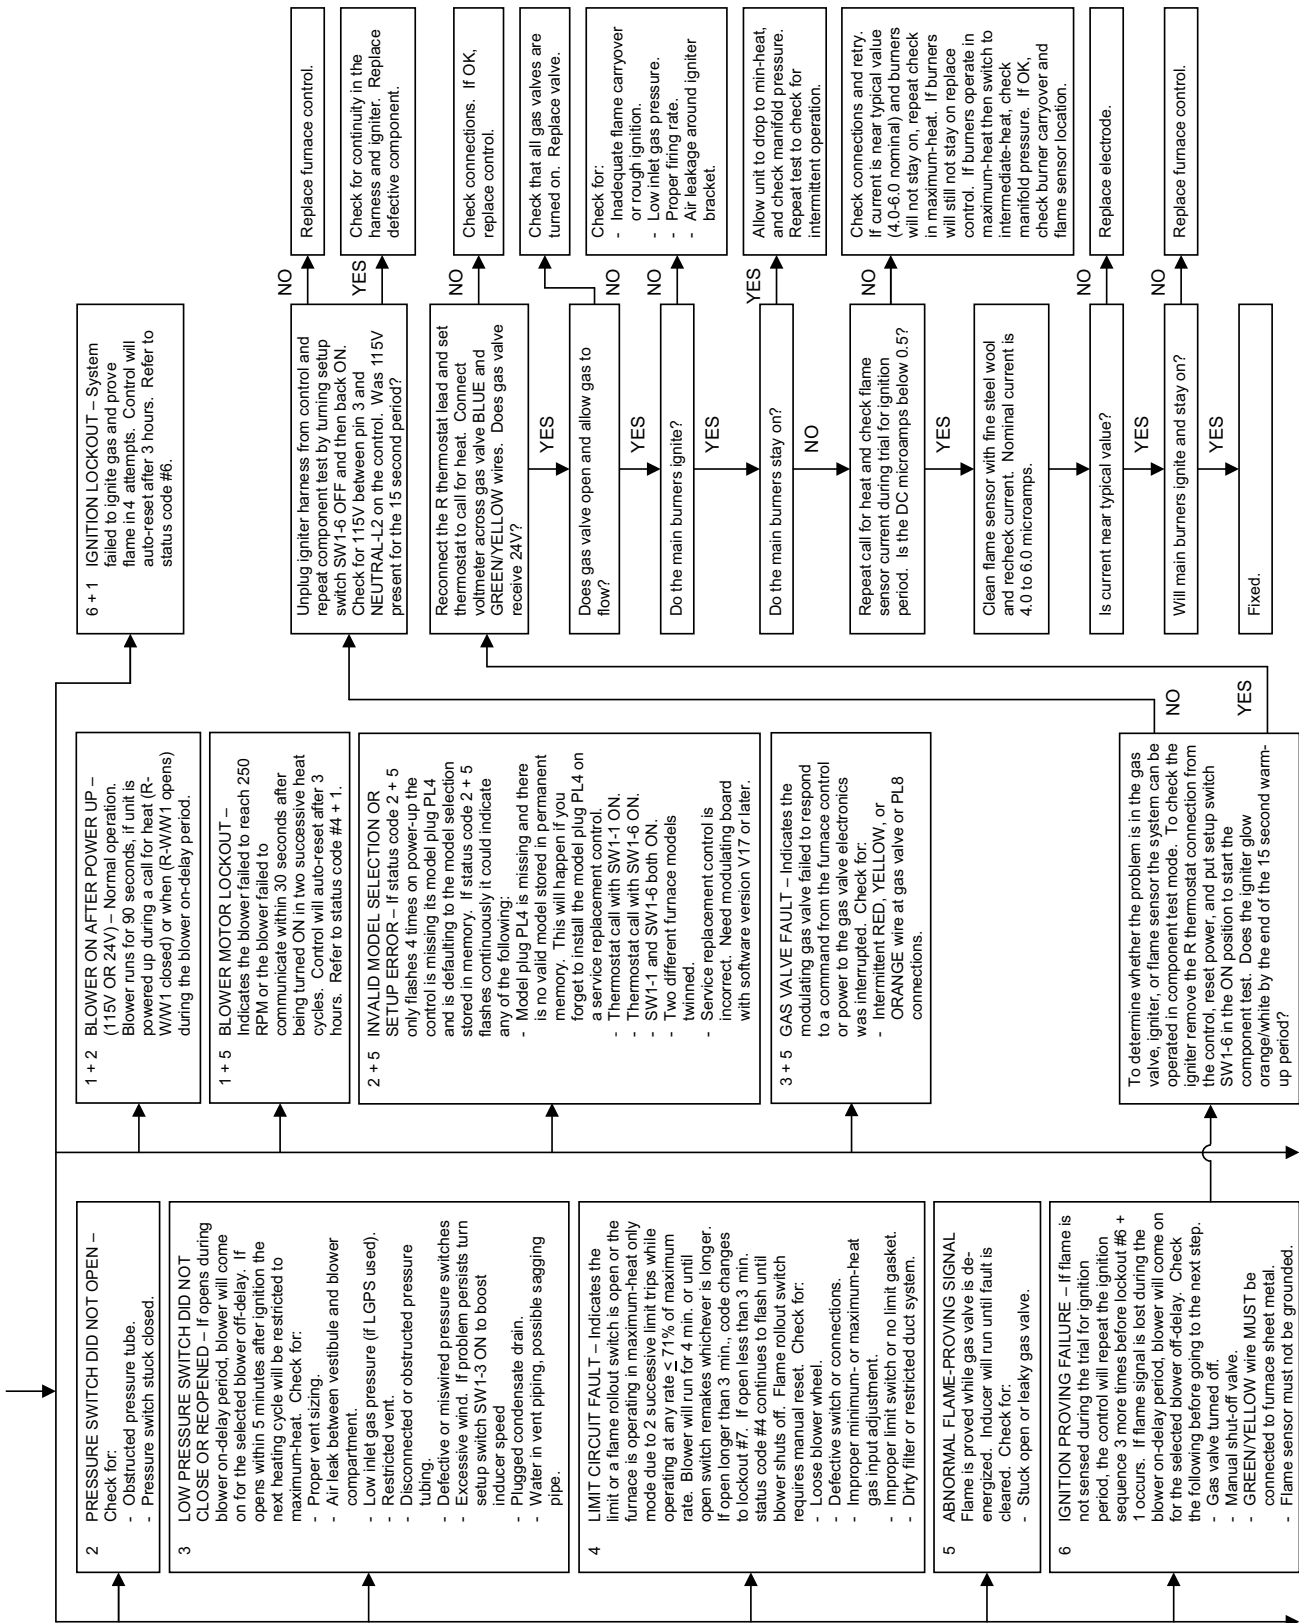 2 PRESSURE SWITCH DID NOT OPEN –
Check for:
- Obstructed pressure tube.
- Pressure switch stuck closed.
3 LOW PRESSURE SWITCH DID NOT
CLOSE OR REOPENED – If opens during
blower on-delay period, blower will come
on for the selected blower off-delay. If
opens within 5 minutes after ignition the
next heating cycle will be restricted to
maximum-heat. Check for:
- Proper vent sizing.
- Air leak between vestibule and blower
compartment.
- Low inlet gas pressure (if LGPS used).
- Restricted vent.
- Disconnected or obstructed pressure
tubing.
- Defective or miswired pressure switches
- Excessive wind. If problem persists turn
setup switch SW1-3 ON to boost
inducer speed
- Plugged condensate drain.
- Water in vent piping, possible sagging
pipe.
4 LIMIT CIRCUIT FAULT – Indicates the
limit or a flame rollout switch is open or the
furnace is operating in maximum-heat only
mode due to 2 successive limit trips while
operating at any rate ≤ 71% of maximum
rate. Blower will run for 4 min. or until
open switch remakes whichever is longer.
If open longer than 3 min., code changes
to lockout #7. If open less than 3 min.
status code #4 continues to flash until
blower shuts off. Flame rollout switch
requires manual reset. Check for:
- Loose blower wheel.
- Defective switch or connections.
- Improper minimum- or maximum-heat
gas input adjustment.
- Improper limit switch or no limit gasket.
- Dirty filter or restricted duct system.
5 ABNORMAL FLAME-PROVING SIGNAL
Flame is proved while gas valve is de-
energized. Inducer will run until fault is
cleared. Check for:
- Stuck open or leaky gas valve.
6 IGNITION PROVING FAILURE – If flame is
not sensed during the trial for ignition
period, the control will repeat the ignition
sequence 3 more times before lockout #6 +
1 occurs. If flame signal is lost during the
blower on-delay period, blower will come on
for the selected blower off-delay. Check
the following before going to the next step.
- Gas valve turned off.
- Manual shut-off valve.
- GREEN/YELLOW wire MUST be
connected to furnace sheet metal.
- Flame sensor must not be grounded.
1 + 2 BLOWER ON AFTER POWER UP –
(115V OR 24V) – Normal operation.
Blower runs for 90 seconds, if unit is
powered up during a call for heat (R-
W/W1 closed) or when (R-W/W1 opens)
during the blower on-delay period.
1 + 5 BLOWER MOTOR LOCKOUT –
Indicates the blower failed to reach 250
RPM or the blower failed to
communicate within 30 seconds after
being turned ON in two successive heat
cycles. Control will auto-reset after 3
hours. Refer to status code #4 + 1.
2 + 5 INVALID MODEL SELECTION OR
SETUP ERROR – If status code 2 + 5
only flashes 4 times on power-up the
control is missing its model plug PL4
and is defaulting to the model selection
stored in memory. If status code 2 + 5
flashes continuously it could indicate
any of the following:
- Model plug PL4 is missing and there
is no valid model stored in permanent
memory. This will happen if you
forget to install the model plug PL4 on
a service replacement control.
- Thermostat call with SW1-1 ON.
- Thermostat call with SW1-6 ON.
- SW1-1 and SW1-6 both ON.
- Two different furnace models
twinned.
- Service replacement control is
incorrect. Need modulating board
with software version V17 or later.
3 + 5 GAS VALVE FAULT – Indicates the
modulating gas valve failed to respond
to a command from the furnace control
or power to the gas valve electronics
was interrupted. Check for:
- Intermittent RED, YELLOW, or
ORANGE wire at gas valve or PL8
connections.
To determine whether the problem is in the gas
valve, igniter, or flame sensor the system can be
operated in component test mode. To check the
igniter remove the R thermostat connection from
the control, reset power, and put setup switch
SW1-6 in the ON position to start the
component test. Does the igniter glow
orange/white by the end of the 15 second warm-
up period?
NO
YES
6 + 1 IGNITION LOCKOUT – System
failed to ignite gas and prove
flame in 4 attempts. Control will
auto-reset after 3 hours. Refer to
status code #6.
Unplug igniter harness from control and
repeat component test by turning setup
switch SW1-6 OFF and then back ON.
Check for 115V between pin 3 and
NEUTRAL-L2 on the control. Was 115V
present for the 15 second period?
NO
Replace furnace control.
YES
Check for continuity in the
harness and igniter. Replace
defective component.
Reconnect the R thermostat lead and set
thermostat to call for heat. Connect
voltmeter across gas valve BLUE and
GREEN/YELLOW wires. Does gas valve
receive 24V?
NO
Check connections. If OK,
replace control.
YES
Does gas valve open and allow gas to
flow?
NO
Check that all gas valves are
turned on. Replace valve.
YES
Do the main burners ignite?
NO
Check for:
- Inadequate flame carryover
or rough ignition.
- Low inlet gas pressure.
- Proper firing rate.
- Air leakage around igniter
bracket.
YES
Do the main burners stay on?
YES
Allow unit to drop to min-heat,
and check manifold pressure.
Repeat test to check for
intermittent operation.
NO
Repeat call for heat and check flame
sensor current during trial for ignition
period. Is the DC microamps below 0.5?
NO
Check connections and retry.
If current is near typical value
(4.0-6.0 nominal) and burners
will not stay on, repeat check
in maximum-heat. If burners
will still not stay on replace
control. If burners operate in
maximum-heat then switch to
intermediate-heat, check
manifold pressure. If OK,
check burner carryover and
flame sensor location.
YES
Clean flame sensor with fine steel wool
and recheck current. Nominal current is
4.0 to 6.0 microamps.
Is current near typical value?
NO
Replace electrode.
YES
Will main burners ignite and stay on?
NO
Replace furnace control.
YES
Fixed.